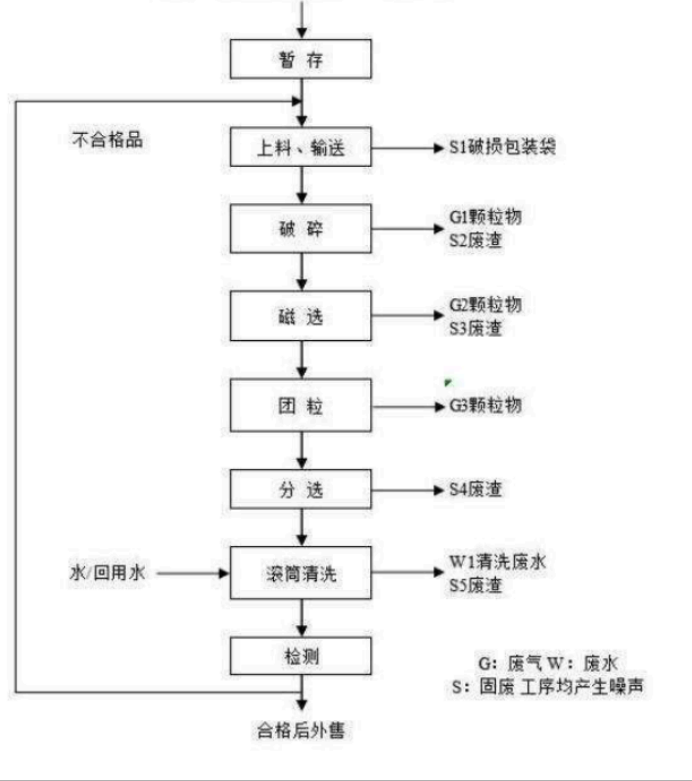 暂 存
不合格品
上料、输送
S1破损包装袋
破 碎
G1颗粒物
S2废渣
磁 选
G2颗粒物
S3废渣
团 粒
G3颗粒物
分 选
S4废渣
水/回用水
滚筒清洗
W1清洗废水
S5废渣
检测
G：废气 W：废水
S：固废 工序均产生噪声
合格后外售